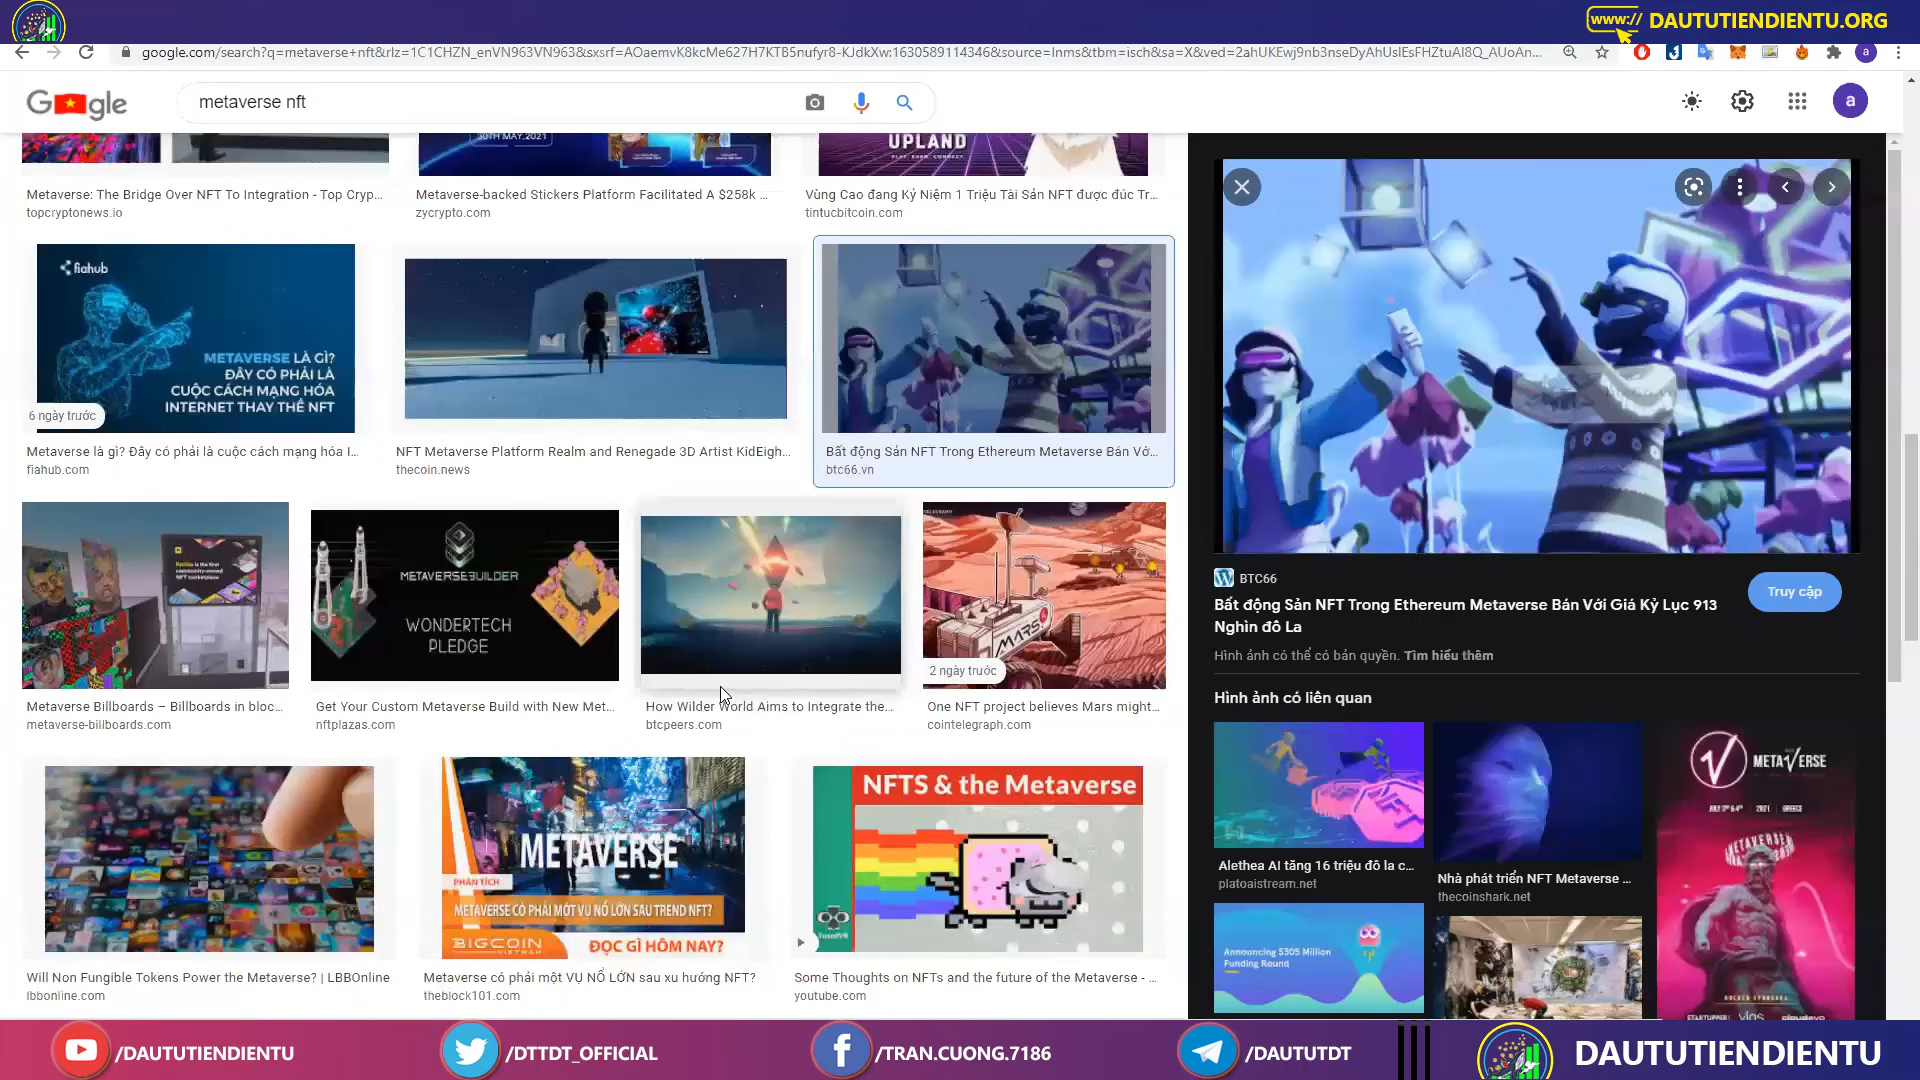 www://
DAUTUTIENDIENTU.ORG
google.com/search?q=metaverse+nft&rlz=1C1CHZN_enVN963VN963&sxsrf=AOaemvK8kcMe627H7KTB5nufyr8-KJdkXw:1630589114346&source=lnms&tbm=isch&sa=X&ved=2ahUKEwj9nb3nseDyAhUslEsFHZtuAl8Q_AUoAn...
Google
metaverse nft
a
30TH MAY,2021
UPLAND
Metaverse: The Bridge Over NFT To Integration - Top Cryp...
topcryptonews.io
Metaverse-backed Stickers Platform Facilitated A $258k ...
zycrypto.com
Vùng Cao đang Kỷ Niệm 1 Triệu Tài Sản NFT được đúc Tr...
tintucbitcoin.com
fiahub
METAVERSE LÀ GÌ?
ĐÂY CÓ PHẢI LÀ
CUỘC CÁCH MẠNG HÓA
INTERNET THAY THẾ NFT
6 ngày trước
Metaverse là gì? Đây có phải là cuộc cách mạng hóa I...
fiahub.com
NFT Metaverse Platform Realm and Renegade 3D Artist KidEigh...
thecoin.news
Bất động Sản NFT Trong Ethereum Metaverse Bán Vớ...
btc66.vn
METAVERSEBUILDER
WONDERTECH
PLEDGE
MARS
2 ngày trước
Metaverse Billboards – Billboards in bloc...
metaverse-billboards.com
Get Your Custom Metaverse Build with New Met...
nftplazas.com
How Wilder World Aims to Integrate the...
btcpeers.com
One NFT project believes Mars might...
cointelegraph.com
METAVERSE
PHÂN TÍCH
METAVERSE CÓ PHẢI MỘT VỤ NỔ LỚN SAU TREND NFT?
BIGCOIN
VIETNAM
ĐỌC GÌ HÔM NAY?
NFTS & the Metaverse
Will Non Fungible Tokens Power the Metaverse? | LBBOnline
lbbonline.com
Metaverse có phải một VỤ NỔ LỚN sau xu hướng NFT?
theblock101.com
Some Thoughts on NFTs and the future of the Metaverse - ...
youtube.com
BTC66
Bất động Sản NFT Trong Ethereum Metaverse Bán Với Giá Kỷ Lục 913
Nghìn đô La
Truy cập
Hình ảnh có thể có bản quyền. Tìm hiểu thêm
Hình ảnh có liên quan
METAVERSE
Alethea AI tăng 16 triệu đô la c...
platoaistream.net
Nhà phát triển NFT Metaverse ...
thecoinshark.net
Announcing $305 Million
Funding Round
/DAUTUTIENDIENTU
/DTTDT_OFFICIAL
/TRAN.CUONG.7186
/DAUTUTDT
DAUTUTIENDIENTU